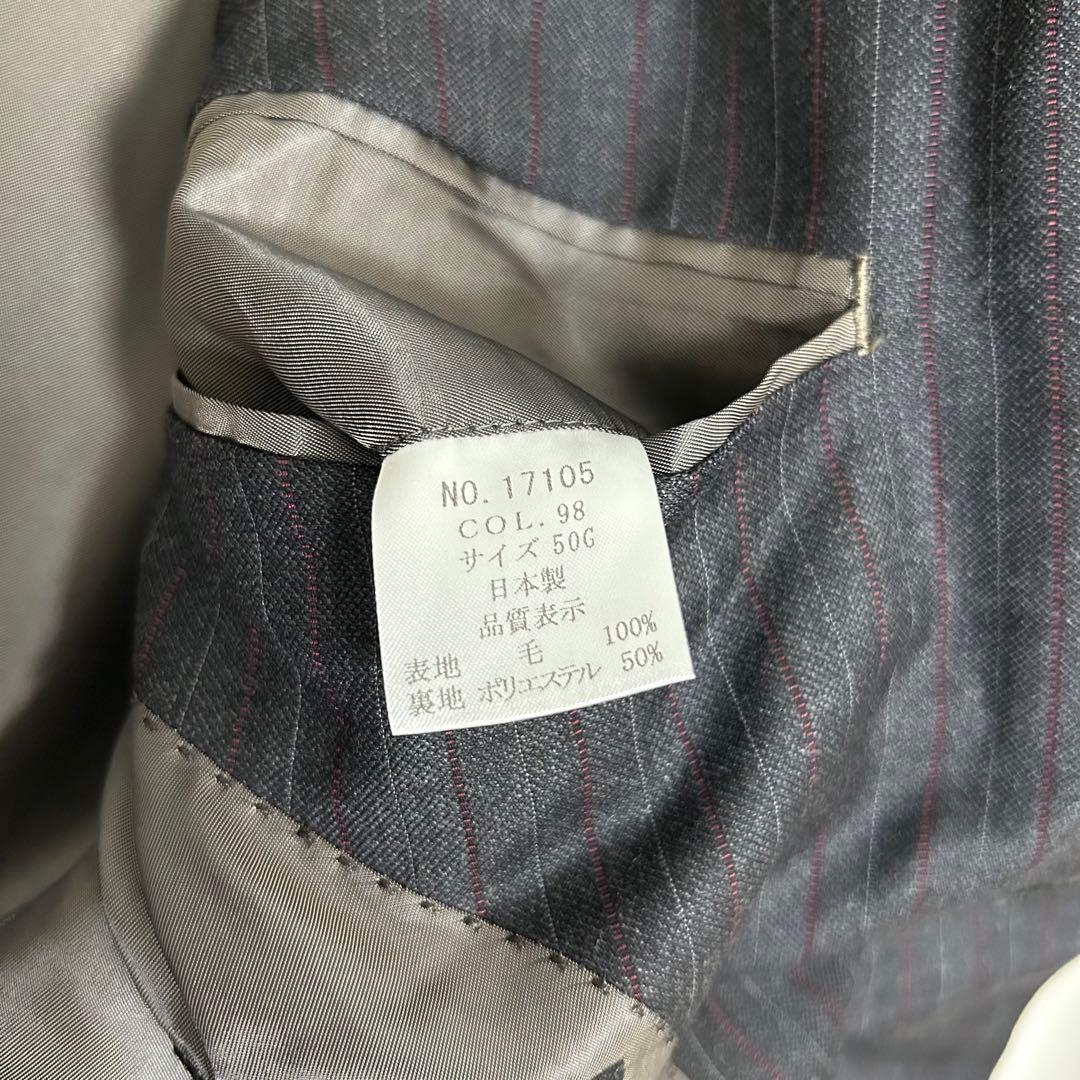 NO. 17105
COL. 98
サイズ 50G
日本製
品質表示
表地 毛 100%
裏地 ポリエステル 50%